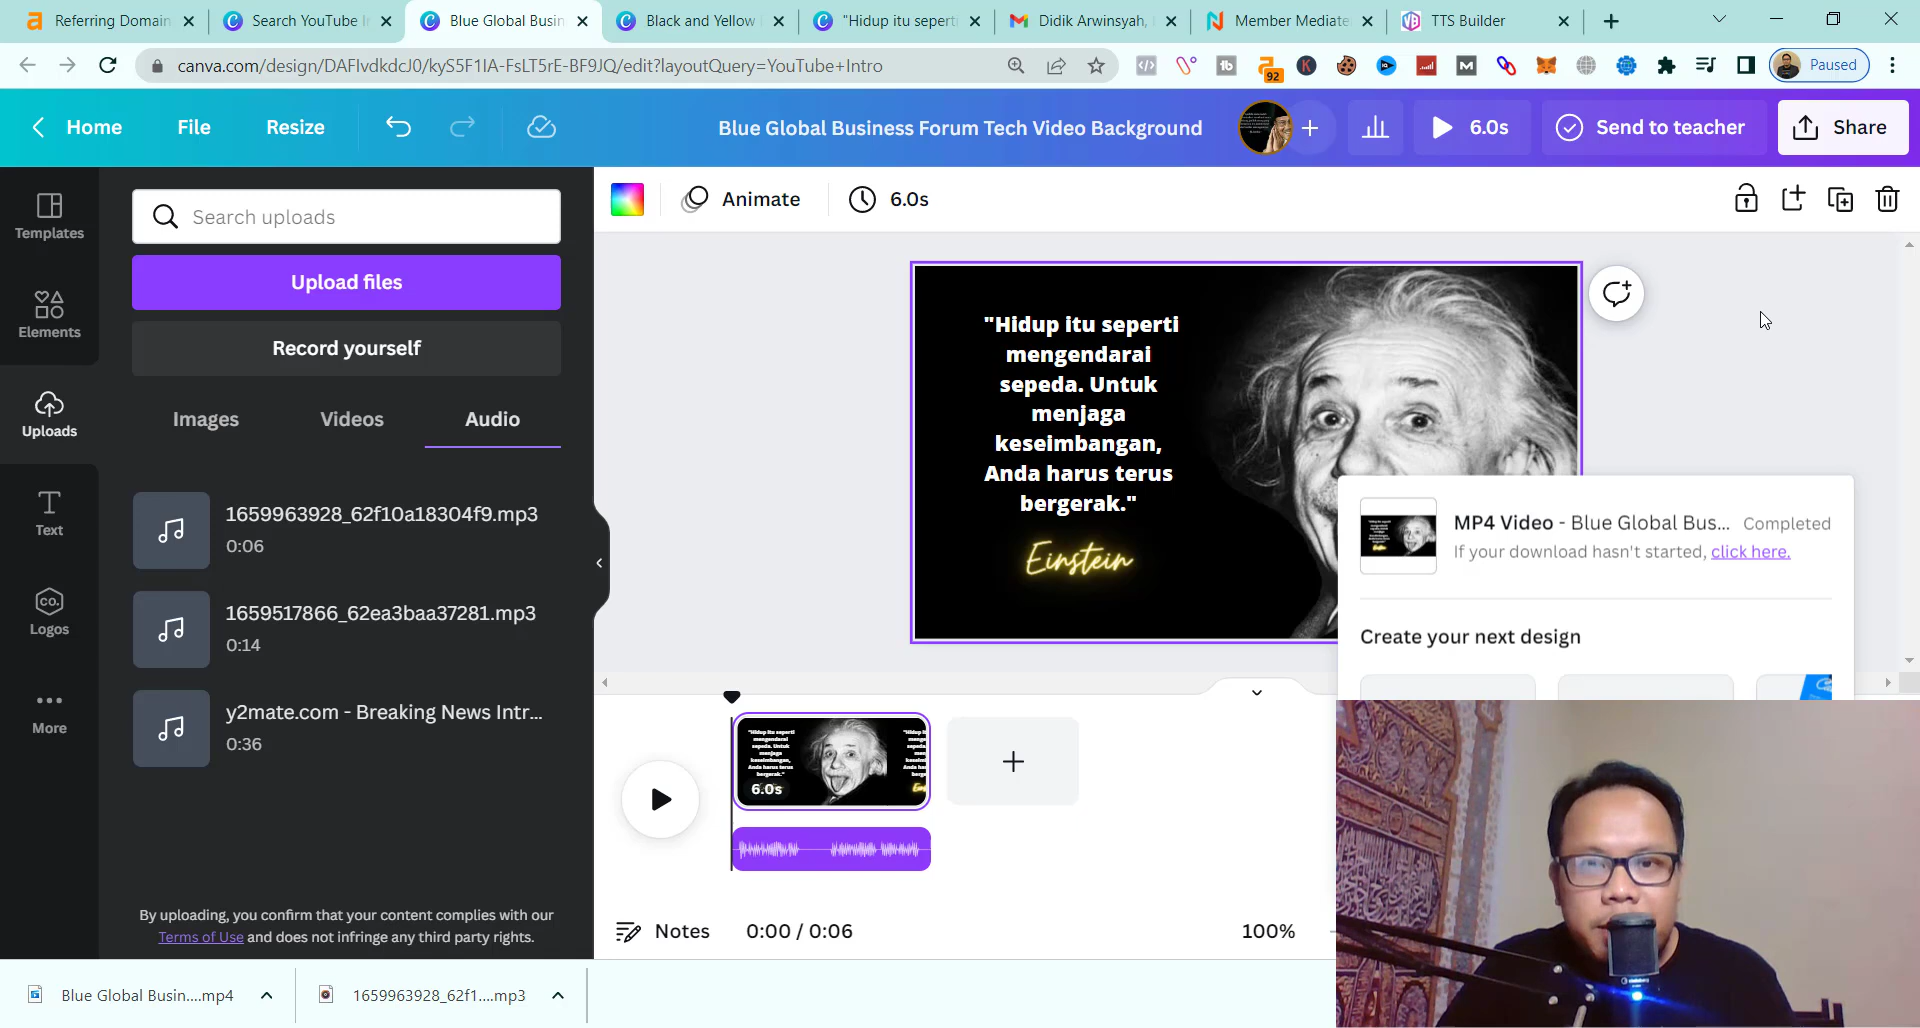 Referring Domain
Search YouTube I
Blue Global Busin
Black and Yellow
"Hidup itu seperti
Didik Arwinsyah,
Member Mediate
TTS Builder
canva.com/design/DAFIvdkdcJ0/kyS5F1IA-FsLT5rE-BF9JQ/edit?layoutQuery=YouTube+Intro
92
Paused
Home
File
Resize
Blue Global Business Forum Tech Video Background
6.0s
Send to teacher
Share
Templates
Elements
Uploads
Text
CO.
Logos
More
Search uploads
Upload files
Record yourself
Images
Videos
Audio
1659963928_62f10a18304f9.mp3
0:06
1659517866_62ea3baa37281.mp3
0:14
y2mate.com - Breaking News Intr...
0:36
By uploading, you confirm that your content complies with our
Terms of Use and does not infringe any third party rights.
Animate
6.0s
"Hidup itu seperti
mengendarai
sepeda. Untuk
menjaga
keseimbangan,
Anda harus terus
bergerak."
Einstein
MP4 Video - Blue Global Bus... Completed
If your download hasn't started, click here.
Create your next design
6.0s
Notes
0:00 / 0:06
100%
Blue Global Busin....mp4
1659963928_62f1....mp3